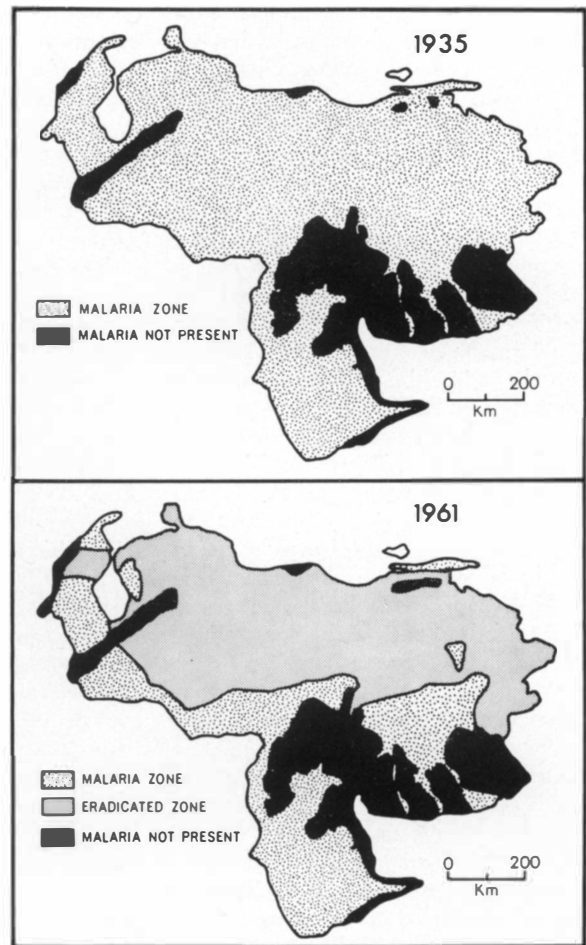 1935
MALARIA ZONE
MALARIA NOT PRESENT
0 200
Km
1961
MALARIA ZONE
ERADICATED ZONE
MALARIA NOT PRESENT
0 200
Km